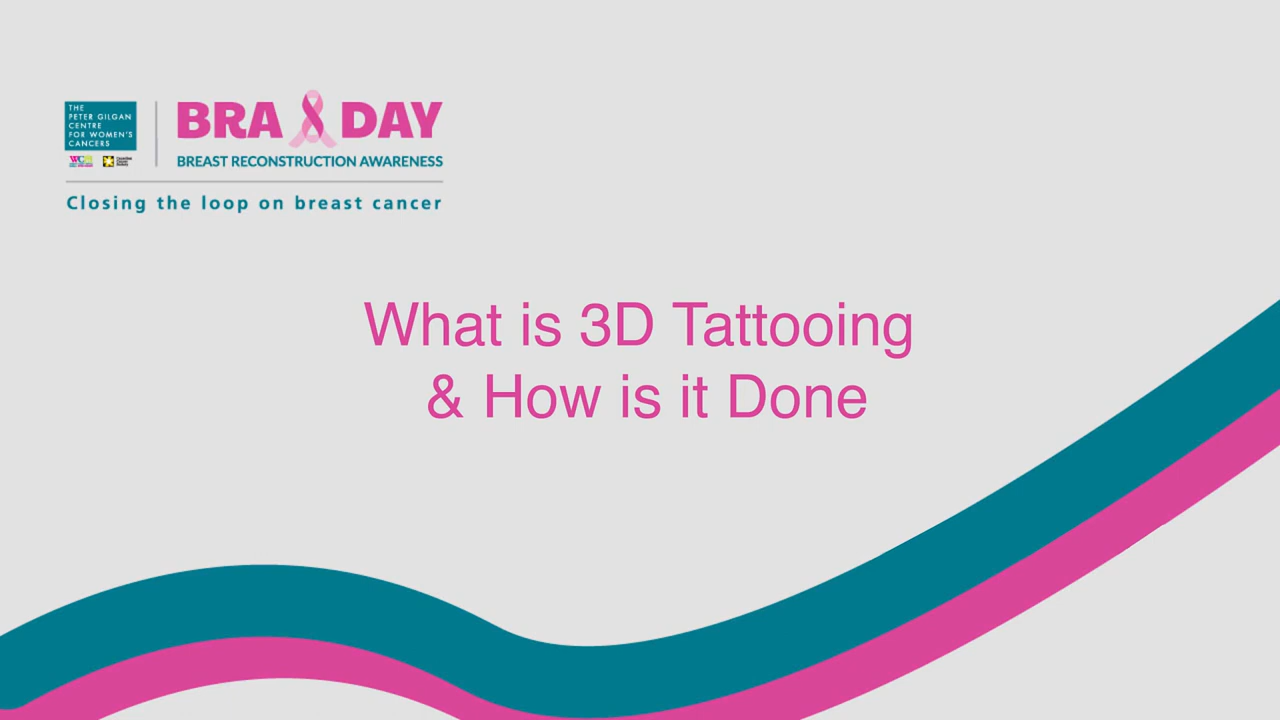 THE
PETER GILGAN
CENTRE
FOR WOMEN'S
CANCERS
BRA DAY
BREAST RECONSTRUCTION AWARENESS
Closing the loop on breast cancer
What is 3D Tattooing
& How is it Done